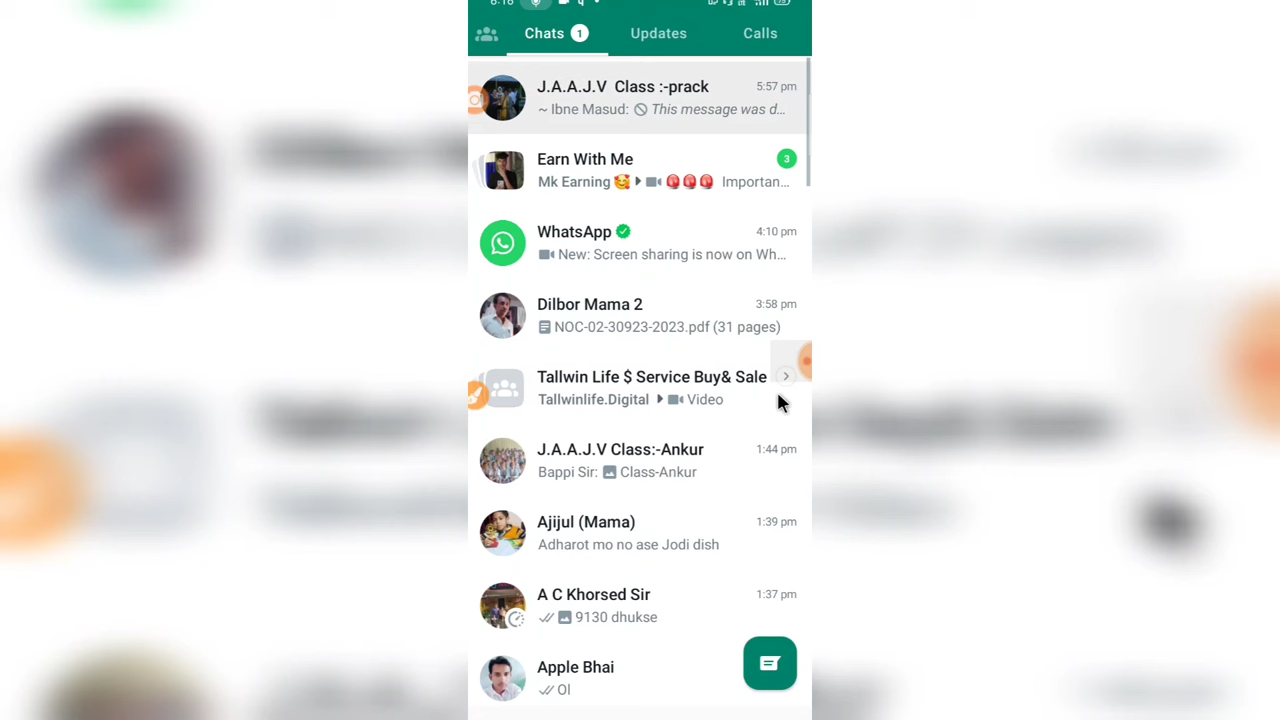 Chats 1 Updates Calls
J.A.A.J.V Class :-prack 5:57 pm
~ Ibne Masud: This message was d...
Earn With Me 3
Mk Earning 🥰 🚨🚨🚨 Importan...
WhatsApp 4:10 pm
New: Screen sharing is now on Wh...
Dilbor Mama 2 3:58 pm
NOC-02-30923-2023.pdf (31 pages)
Tallwin Life $ Service Buy& Sale
Tallwinlife.Digital Video
J.A.A.J.V Class:-Ankur 1:44 pm
Bappi Sir: Class-Ankur
Ajijul (Mama) 1:39 pm
Adharot mo no ase Jodi dish
A C Khorsed Sir 1:37 pm
9130 dhukse
Apple Bhai
Ol